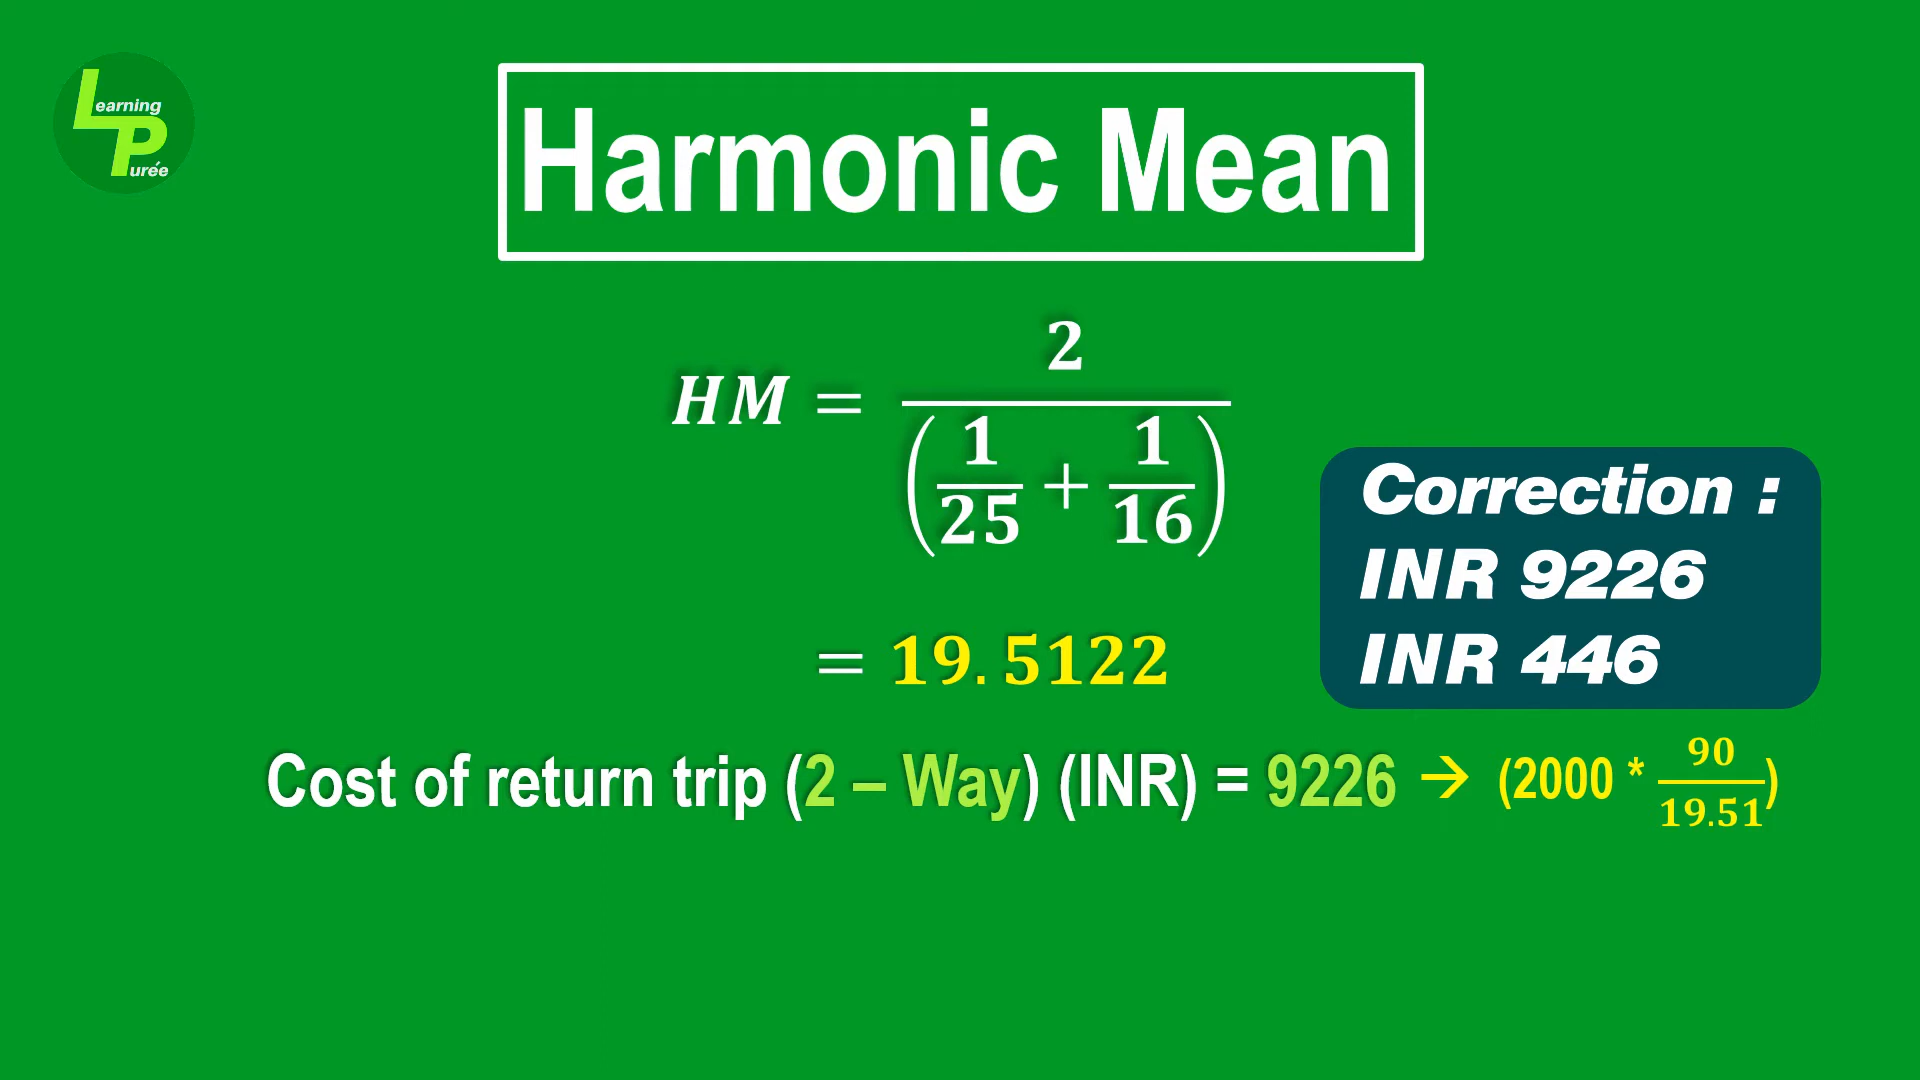 Learning
Purée
Harmonic Mean
HM = 2 / (1/25 + 1/16)
= 19.5122
Correction :
INR 9226
INR 446
Cost of return trip (2 – Way) (INR) = 9226 → (2000 * 90/19.51)